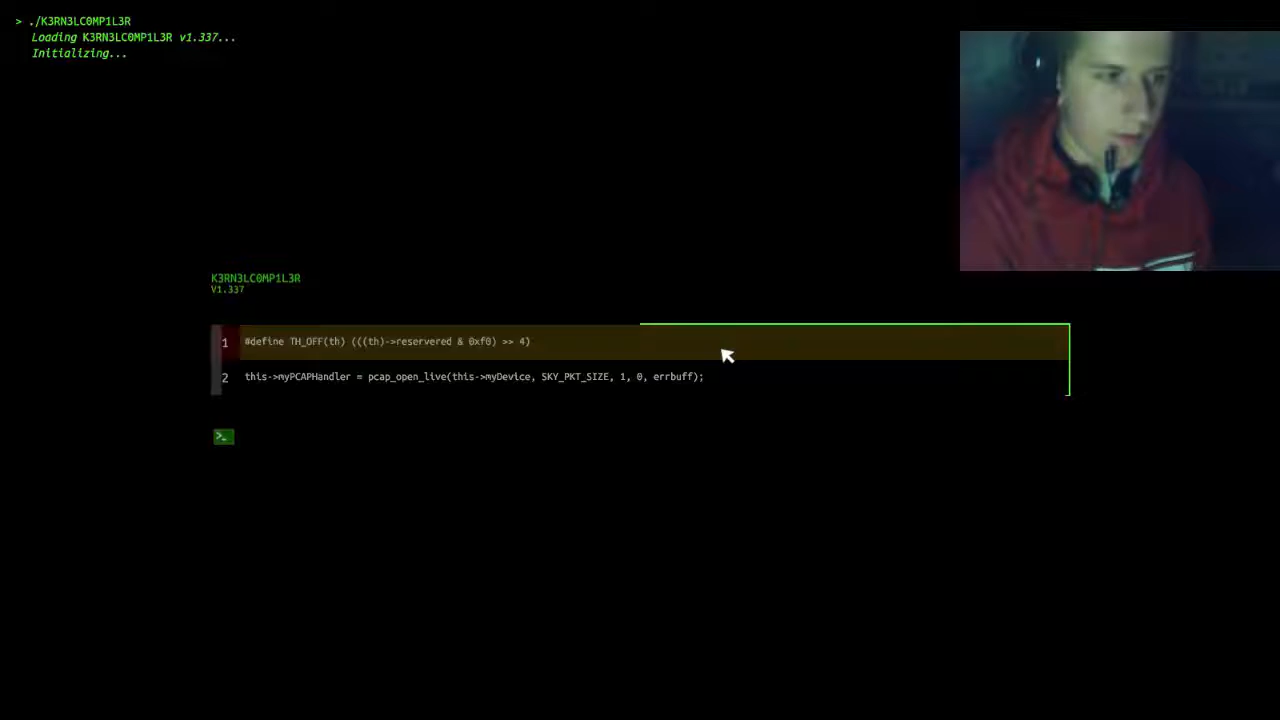 > ./K3RN3LC0MP1L3R
Loading K3RN3LC0MP1L3R v1.337...
Initializing...
K3RN3LC0MP1L3R
V1.337
1 #define TH_OFF(th) (((th)->reservered & 0xf0) >> 4)
2 this->myPCAPHandler = pcap_open_live(this->myDevice, SKY_PKT_SIZE, 1, 0, errbuff);
>_